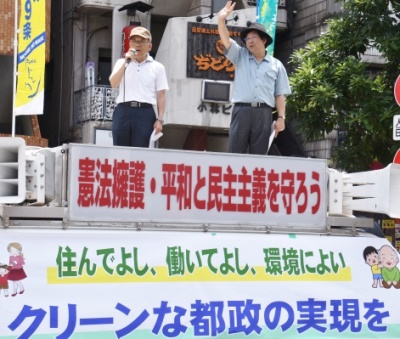 9条
憲法擁護・平和と民主主義を守ろう
住んでよし、働いてよし、環境によい
クリーンな都政の実現を